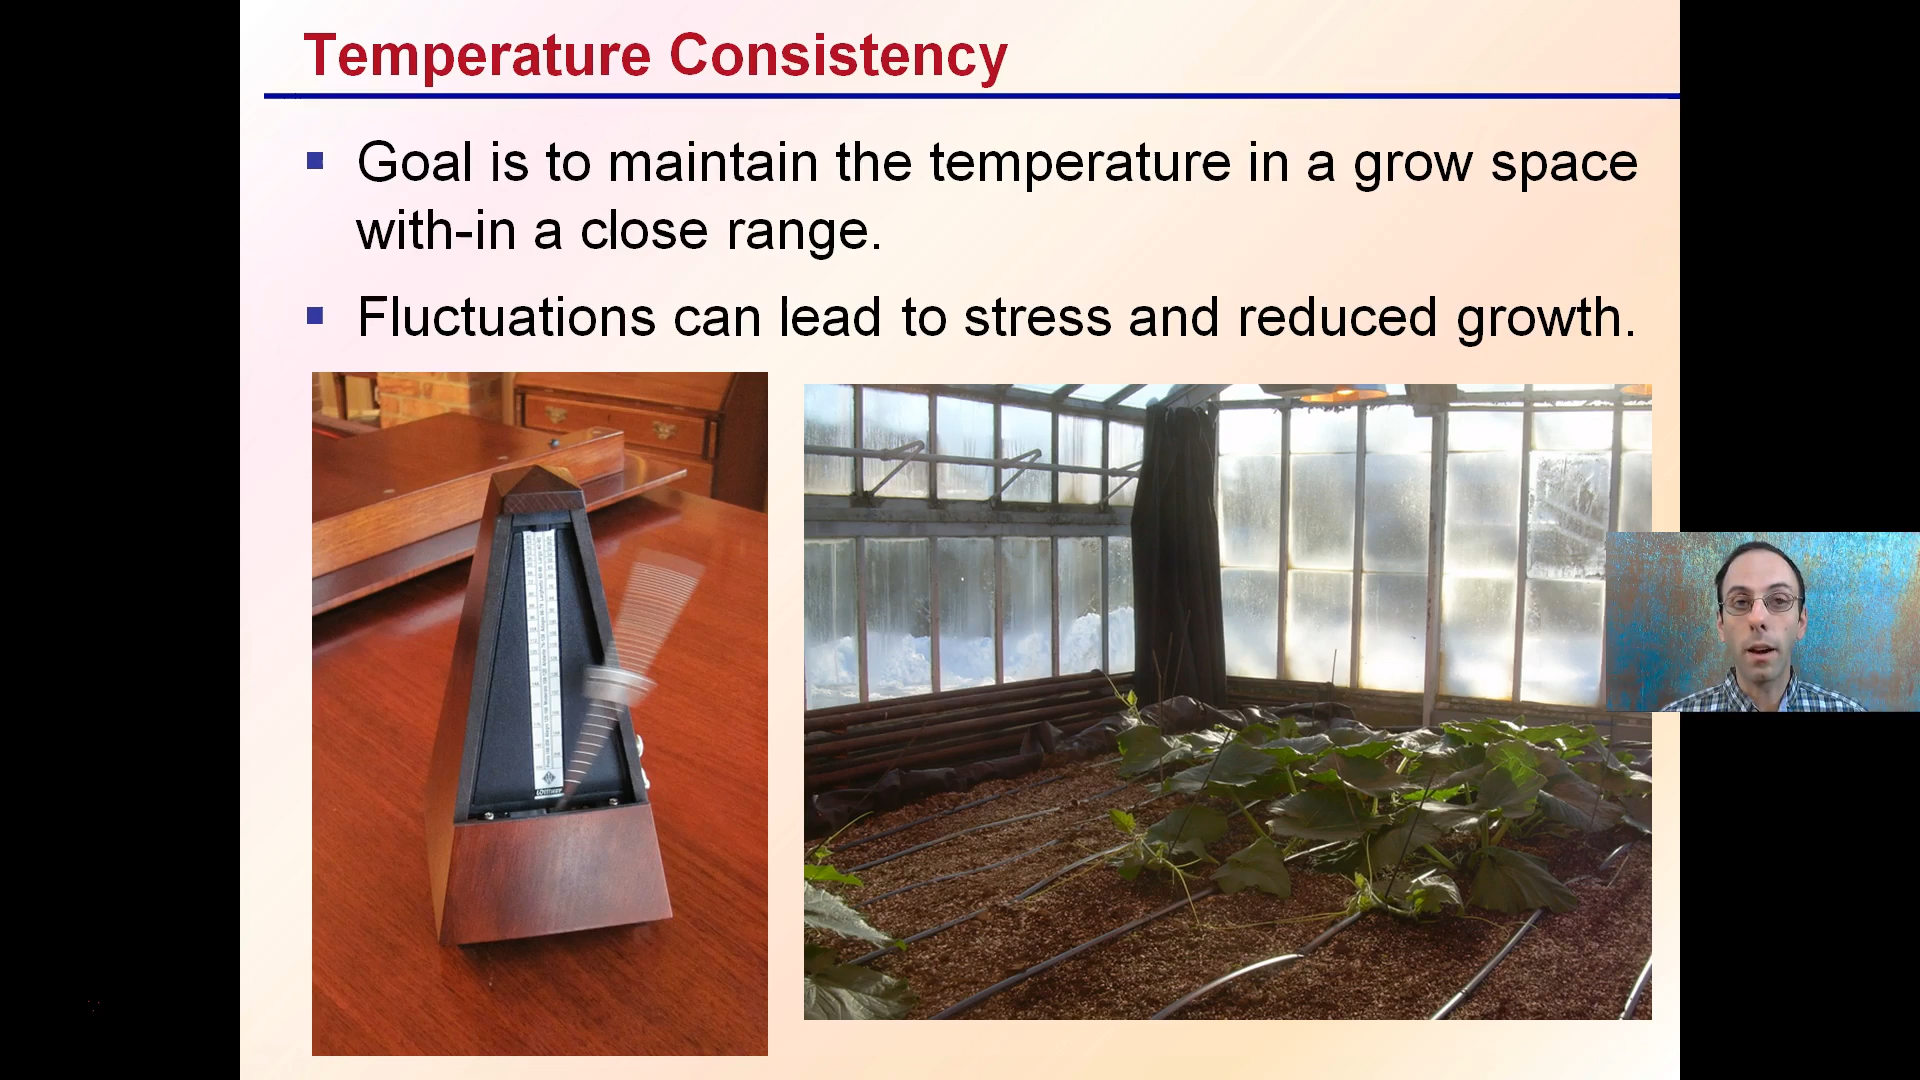 Temperature Consistency
Goal is to maintain the temperature in a grow space
with-in a close range.
Fluctuations can lead to stress and reduced growth.